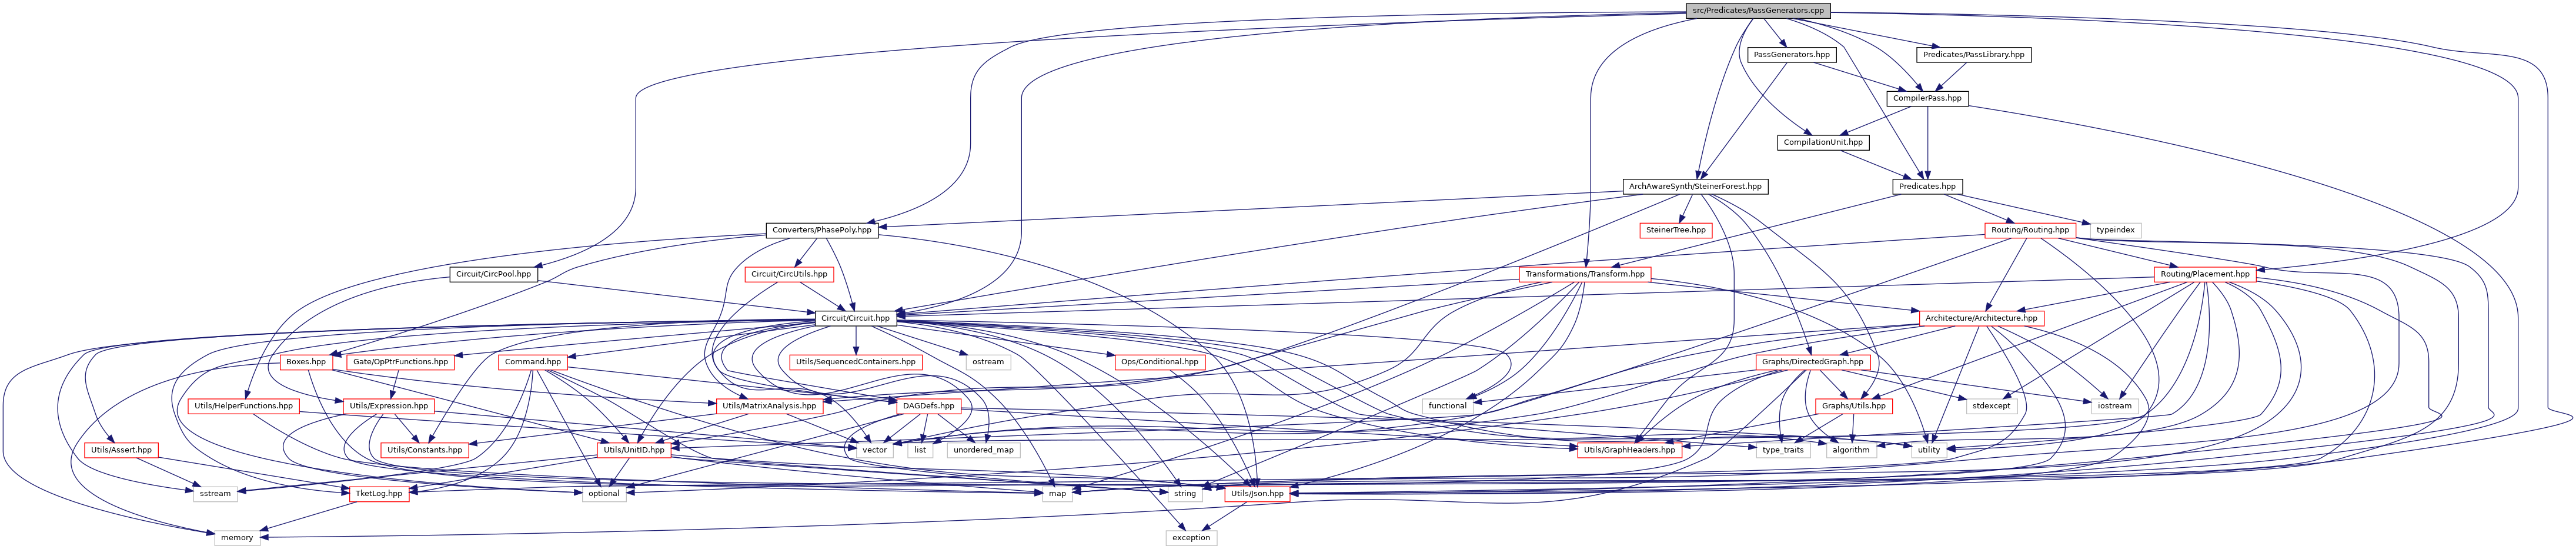 src/Predicates/PassGenerators.cpp
PassGenerators.hpp
Predicates/PassLibrary.hpp
CompilerPass.hpp
CompilationUnit.hpp
ArchAwareSynth/SteinerForest.hpp
Predicates.hpp
Converters/PhasePoly.hpp
SteinerTree.hpp
Routing/Routing.hpp
typeindex
Circuit/CircPool.hpp
Circuit/CircUtils.hpp
Transformations/Transform.hpp
Routing/Placement.hpp
Circuit/Circuit.hpp
Architecture/Architecture.hpp
Boxes.hpp
Gate/OpPtrFunctions.hpp
Command.hpp
Utils/SequencedContainers.hpp
ostream
Ops/Conditional.hpp
Graphs/DirectedGraph.hpp
Utils/HelperFunctions.hpp
Utils/Expression.hpp
Utils/MatrixAnalysis.hpp
DAGDefs.hpp
functional
Graphs/Utils.hpp
stdexcept
iostream
Utils/Assert.hpp
Utils/Constants.hpp
Utils/UnitID.hpp
vector
list
unordered_map
Utils/GraphHeaders.hpp
type_traits
algorithm
utility
sstream
TketLog.hpp
optional
map
string
Utils/Json.hpp
memory
exception